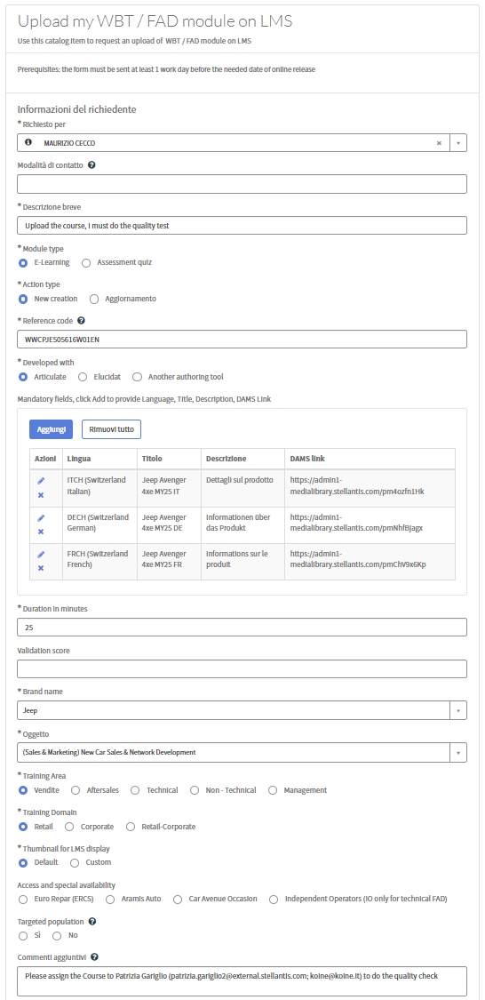 Upload my WBT / FAD module on LMS
Use this catalog item to request an upload of WBT / FAD module on LMS
Prerequisites: the form must be sent at least 1 work day before the needed date of online release
Informazioni del richiedente
* Richiesto per
MAURIZIO CECCO
Modalità di contatto
* Descrizione breve
Upload the course, I must do the quality test
* Module type
E-Learning Assessment quiz
* Action type
New creation Aggiornamento
* Reference code
WWCPJE505616W01EN
* Developed with
Articulate Elucidat Another authoring tool
Mandatory fields, click Add to provide Language, Title, Description, DAMS Link
Aggiungi Rimuovi tutto
Azioni Lingua Titolo Descrizione DAMS link
ITCH (Switzerland Jeep Avenger Dettagli sul prodotto https://admin1-
Italian) 4xe MY25 IT medialibrary.stellantis.com/pm4ozfn1Hk
DECH (Switzerland Jeep Avenger Informationen über https://admin1-
German) 4xe MY25 DE das Produkt medialibrary.stellantis.com/pmNhfBjagx
FRCH (Switzerland Jeep Avenger Informations sur le https://admin1-
French) 4xe MY25 FR produit medialibrary.stellantis.com/pmChV9x6Kp
* Duration in minutes
25
Validation score
* Brand name
Jeep
* Oggetto
(Sales & Marketing) New Car Sales & Network Development
* Training Area
Vendite Aftersales Technical Non - Technical Management
* Training Domain
Retail Corporate Retail-Corporate
* Thumbnail for LMS display
Default Custom
Access and special availability
Euro Repar (ERCS) Aramis Auto Car Avenue Occasion Independent Operators (IO only for technical FAD)
Targeted population
Sì No
Commenti aggiuntivi
Please assign the Course to Patrizia Gariglio (patrizia.gariglio2@external.stellantis.com; koine@koine.it) to do the quality check